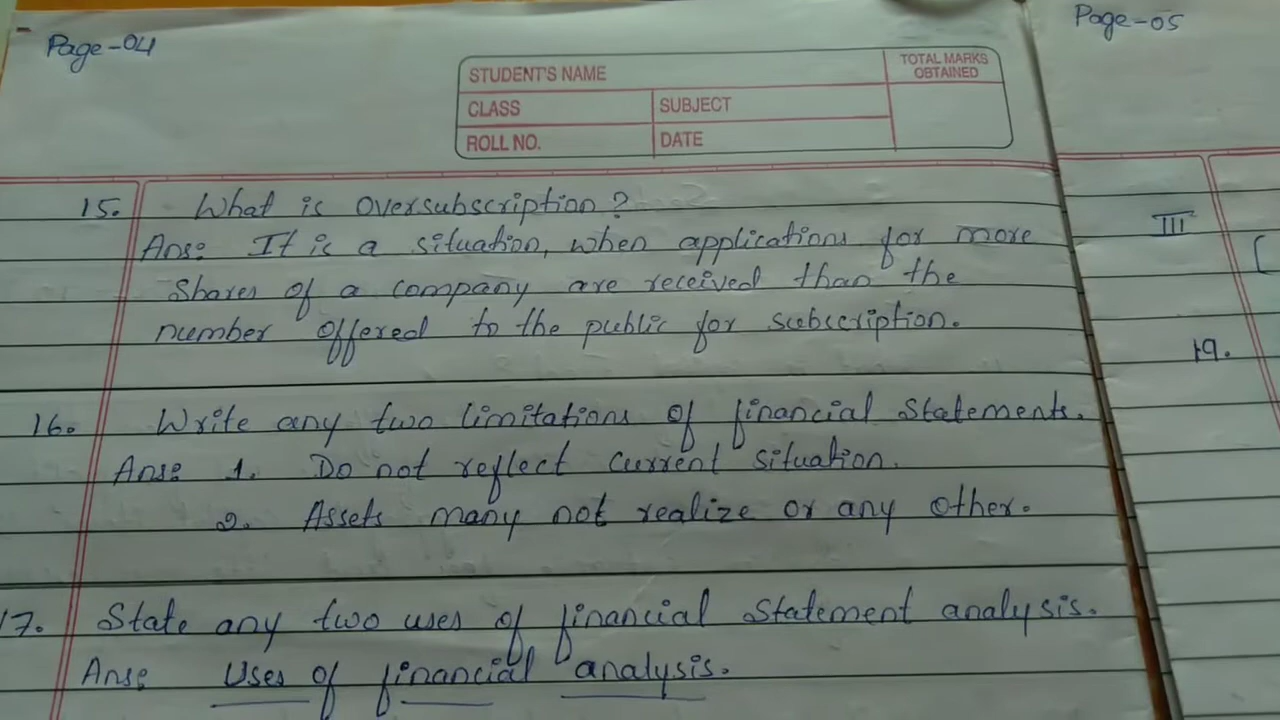 Page-04
Page-05
STUDENT'S NAME
TOTAL MARKS OBTAINED
CLASS
SUBJECT
ROLL NO.
DATE
15. What is oversubscription?
Ans: It is a situation, when applications for more
shares of a company are received than the
number offered to the public for subscription.
16. Write any two limitations of financial statements.
Ans: 1. Do not reflect current situation.
2. Assets many not realize or any other.
17. State any two uses of financial statement analysis.
Ans: Uses of financial analysis.
III
19.